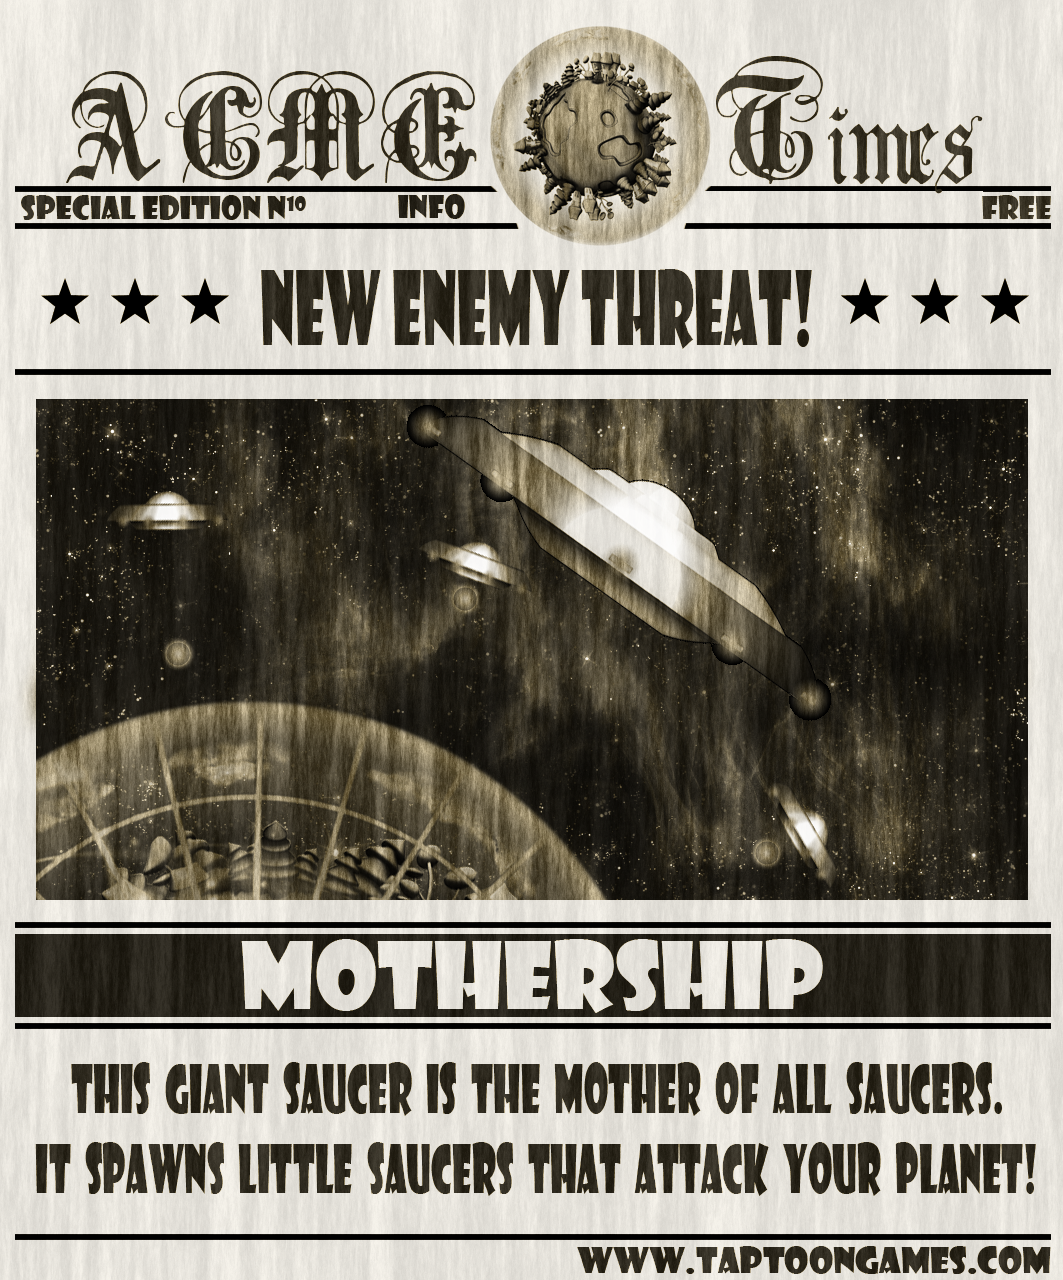 ACME Times
SPECIAL EDITION N¹⁰ INFO FREE
NEW ENEMY THREAT!
MOTHERSHIP
THIS GIANT SAUCER IS THE MOTHER OF ALL SAUCERS.
IT SPAWNS LITTLE SAUCERS THAT ATTACK YOUR PLANET!
WWW.TAPTOONGAMES.COM